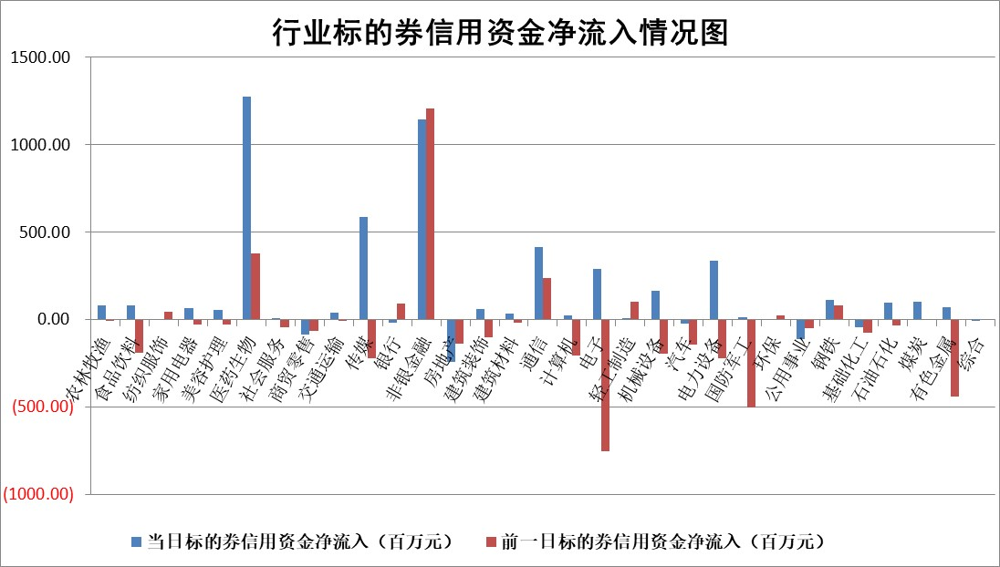 行业标的券信用资金净流入情况图
1500.00
1000.00
500.00
0.00
(500.00)
(1000.00)
农林牧渔
食品饮料
纺织服饰
家用电器
美容护理
医药生物
社会服务
商贸零售
交通运输
传媒
银行
非银金融
房地产
建筑装饰
建筑材料
通信
计算机
电子
轻工制造
机械设备
汽车
电力设备
国防军工
环保
公用事业
钢铁
基础化工
石油石化
煤炭
有色金属
综合
当日标的券信用资金净流入（百万元）
前一日标的券信用资金净流入（百万元）